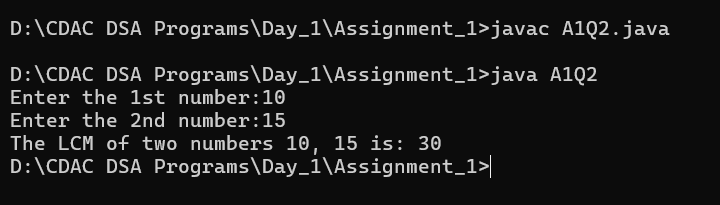 D:\CDAC DSA Programs\Day_1\Assignment_1>javac A1Q2.java
D:\CDAC DSA Programs\Day_1\Assignment_1>java A1Q2
Enter the 1st number:10
Enter the 2nd number:15
The LCM of two numbers 10, 15 is: 30
D:\CDAC DSA Programs\Day_1\Assignment_1>